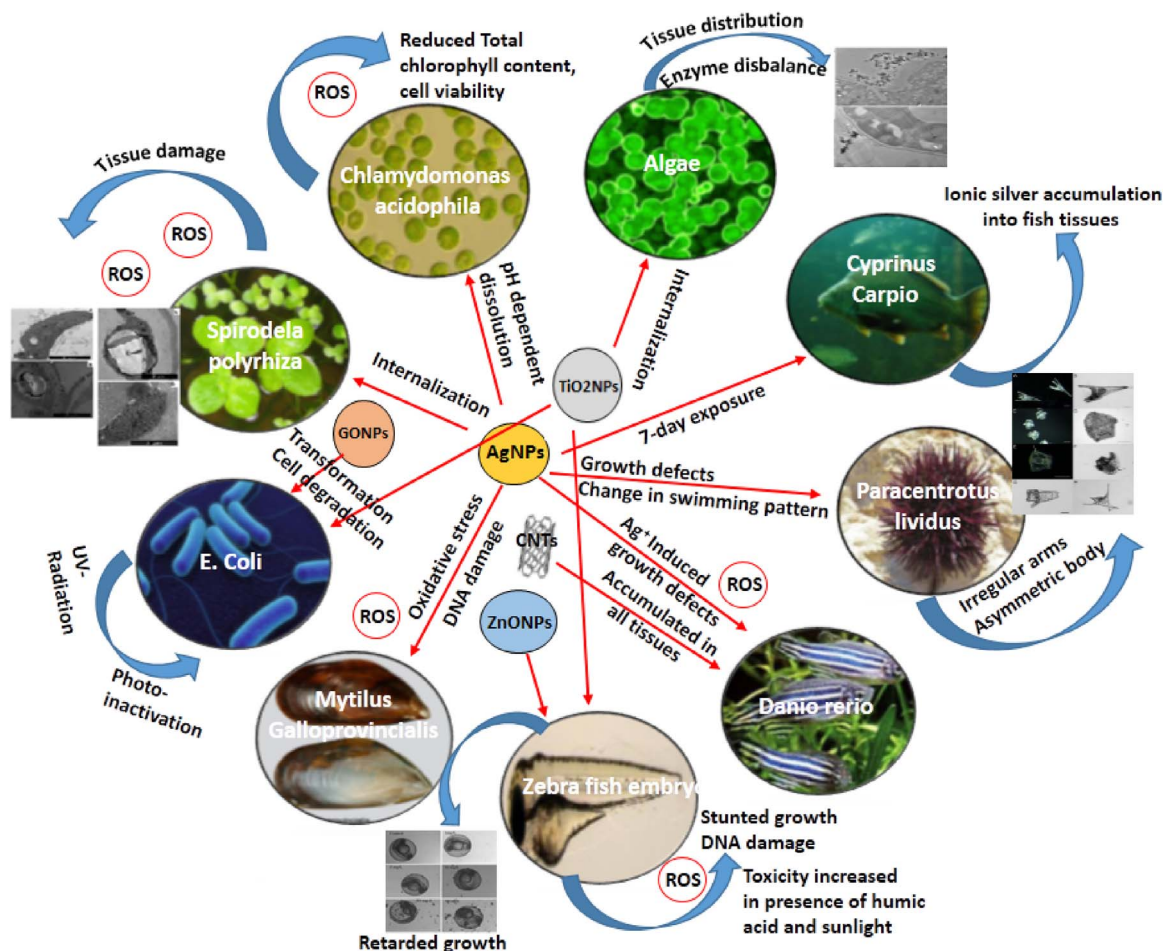 Reduced Total
chlorophyll content,
cell viability
ROS
Chlamydomonas
acidophila
Tissue distribution
Enzyme disbalance
Algae
Tissue damage
ROS
ROS
Spirodela
polyrhiza
Ionic silver accumulation
into fish tissues
Cyprinus
Carpio
pH dependent
dissolution
Internalization
Internalization
TiO2NPs
GONPs
AgNPs
7-day exposure
Growth defects
Change in swimming pattern
Paracentrotus
lividus
Irregular arms
Asymmetric body
Transformation
Cell degradation
E. Coli
UV-
Radiation
Photo-
inactivation
Oxidative stress
DNA damage
ROS
CNTs
ZnONPs
Ag⁺Induced
growth defects
ROS
Accumulated in
all tissues
Danio rerio
Mytilus
Galloprovincialis
Zebra fish embryo
Stunted growth
DNA damage
ROS
Toxicity increased
in presence of humic
acid and sunlight
Retarded growth